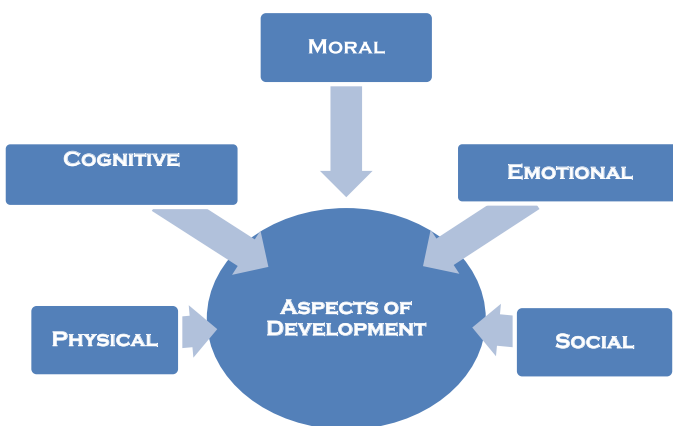 Moral
Cognitive
Emotional
Aspects of
Development
Physical
Social